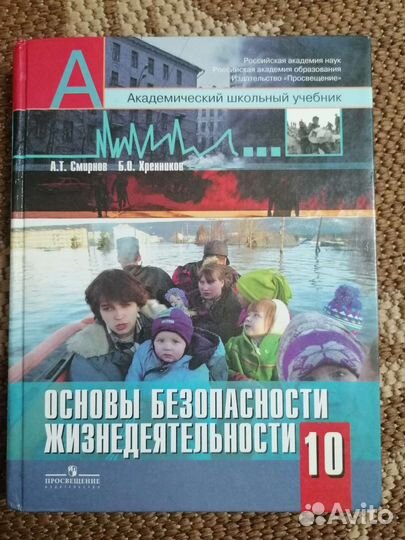 Российская академия наук
Российская академия образования
Издательство «Просвещение»
А
Академический школьный учебник
А.Т. Смирнов Б.О. Хренников
ОСНОВЫ БЕЗОПАСНОСТИ
ЖИЗНЕДЕЯТЕЛЬНОСТИ
10
ПРОСВЕЩЕНИЕ
ИЗДАТЕЛЬСТВО
Avito